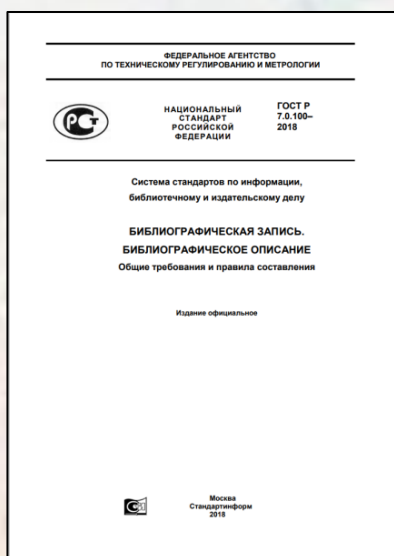 ФЕДЕРАЛЬНОЕ АГЕНТСТВО
ПО ТЕХНИЧЕСКОМУ РЕГУЛИРОВАНИЮ И МЕТРОЛОГИИ
РСТ
НАЦИОНАЛЬНЫЙ
СТАНДАРТ
РОССИЙСКОЙ
ФЕДЕРАЦИИ
ГОСТ Р
7.0.100–
2018
Система стандартов по информации,
библиотечному и издательскому делу
БИБЛИОГРАФИЧЕСКАЯ ЗАПИСЬ.
БИБЛИОГРАФИЧЕСКОЕ ОПИСАНИЕ
Общие требования и правила составления
Издание официальное
Москва
Стандартинформ
2018